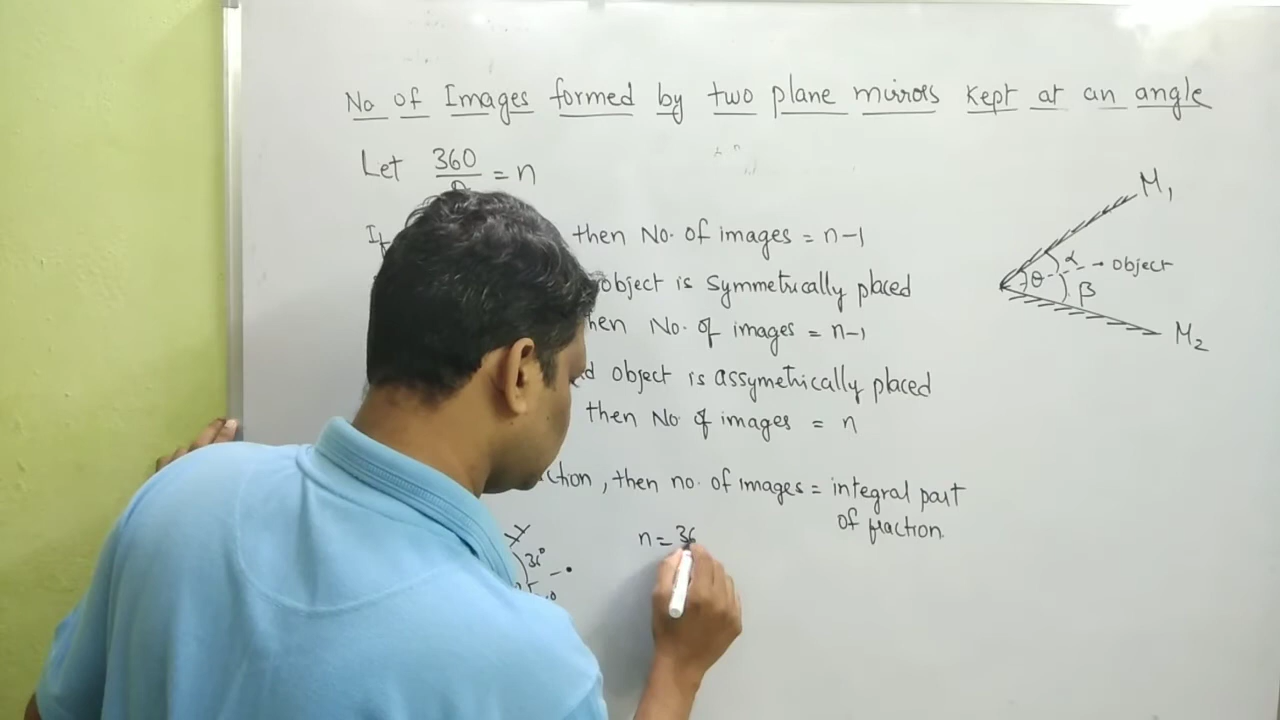 No of Images formed by two plane mirrors kept at an angle
Let 360 = n
If then No. of images = n-1
object is symmetrically placed
then No. of images = n-1
object is assymetrically placed
then No of images = n
, then no. of images = integral part
of fraction.
n = 36
M1
α
θ
→ object
β
M2